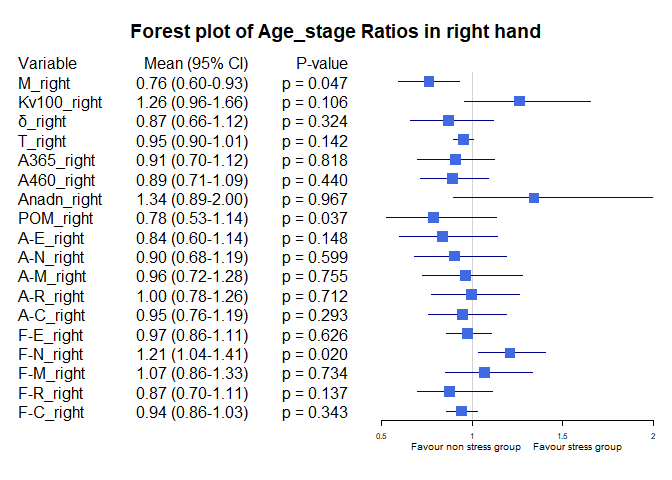 Forest plot of Age_stage Ratios in right hand
Variable Mean (95% CI) P-value
M_right 0.76 (0.60-0.93) p = 0.047
Kv100_right 1.26 (0.96-1.66) p = 0.106
δ_right 0.87 (0.66-1.12) p = 0.324
T_right 0.95 (0.90-1.01) p = 0.142
A365_right 0.91 (0.70-1.12) p = 0.818
A460_right 0.89 (0.71-1.09) p = 0.440
Anadn_right 1.34 (0.89-2.00) p = 0.967
POM_right 0.78 (0.53-1.14) p = 0.037
A-E_right 0.84 (0.60-1.14) p = 0.148
A-N_right 0.90 (0.68-1.19) p = 0.599
A-M_right 0.96 (0.72-1.28) p = 0.755
A-R_right 1.00 (0.78-1.26) p = 0.712
A-C_right 0.95 (0.76-1.19) p = 0.293
F-E_right 0.97 (0.86-1.11) p = 0.626
F-N_right 1.21 (1.04-1.41) p = 0.020
F-M_right 1.07 (0.86-1.33) p = 0.734
F-R_right 0.87 (0.70-1.11) p = 0.137
F-C_right 0.94 (0.86-1.03) p = 0.343
0.5 1 1.5 2
Favour non stress group Favour stress group